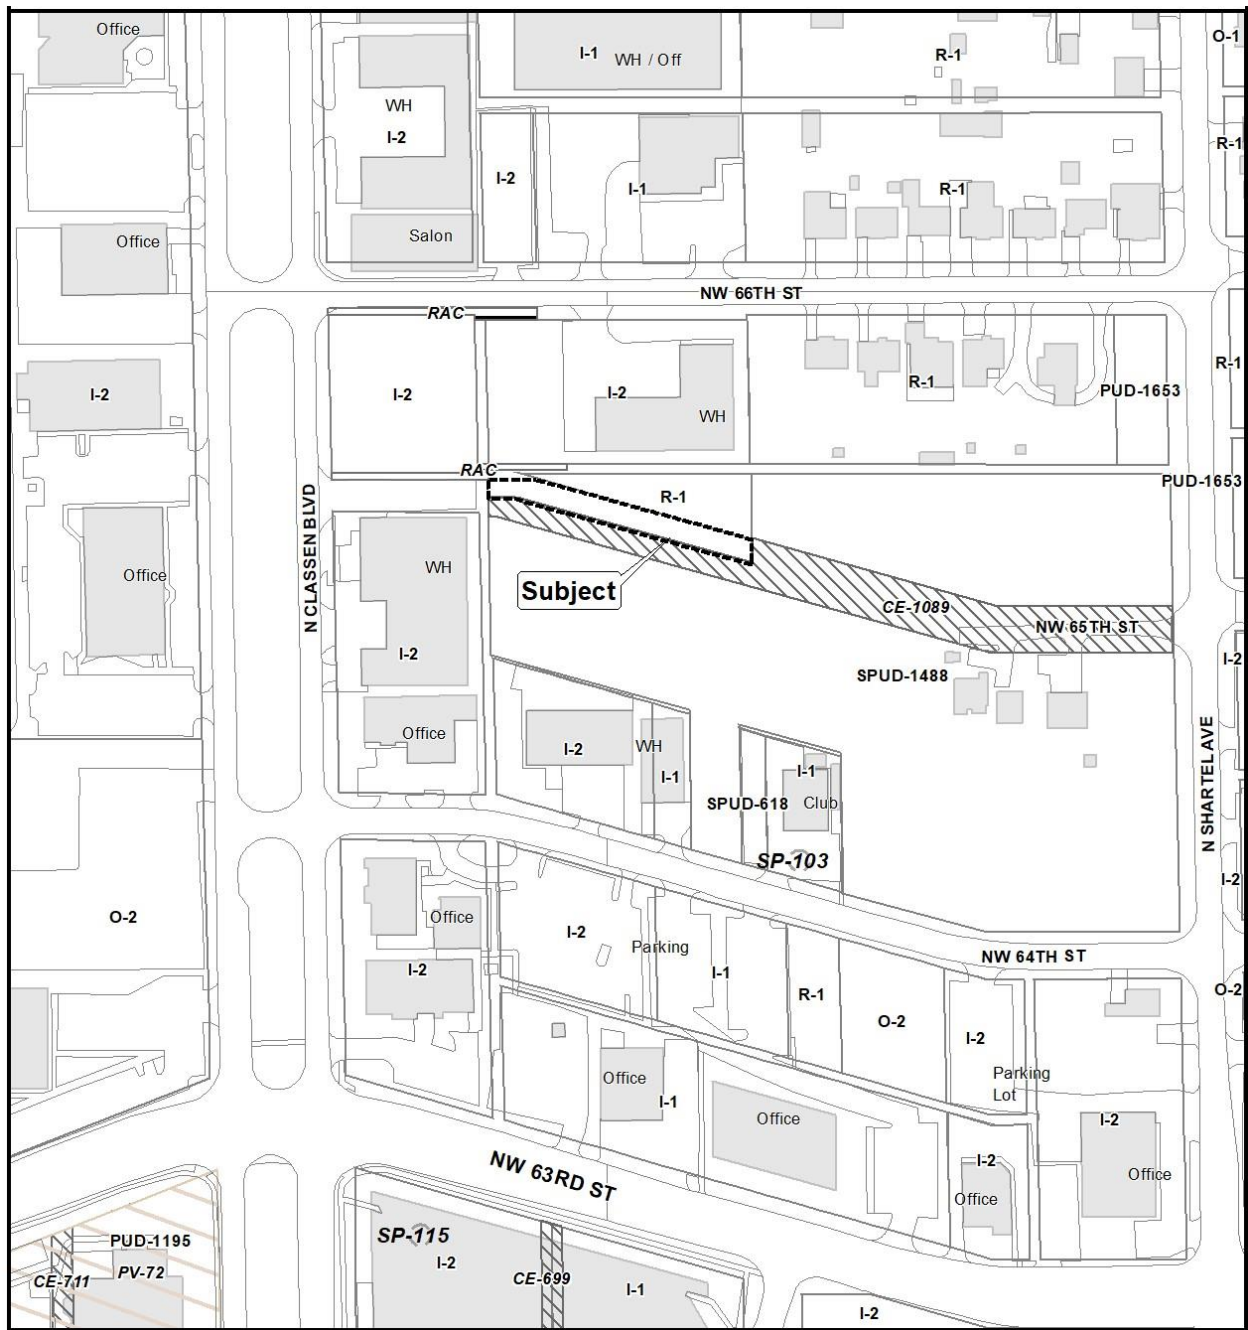 Office
I-1
WH / Off
R-1
O-1
WH
I-2
R-1
I-2
I-1
R-1
Office
Salon
NW 66TH ST
RAC
I-2
I-2
I-2
WH
R-1
PUD-1653
R-1
RAC
R-1
PUD-1653
N CLASSEN BLVD
Office
WH
Subject
CE-1089
NW 65TH ST
I-2
SPUD-1488
I-2
Office
I-2
WH
I-1
I-1
SPUD-618
Club
N SHARTEL AVE
SP-103
I-2
O-2
Office
I-2
Parking
NW 64TH ST
I-2
I-1
R-1
O-2
I-2
O-2
Parking
Lot
Office
I-1
Office
I-2
I-2
Office
Office
NW 63RD ST
SP-115
PUD-1195
I-2
CE-711
PV-72
CE-699
I-1
I-2